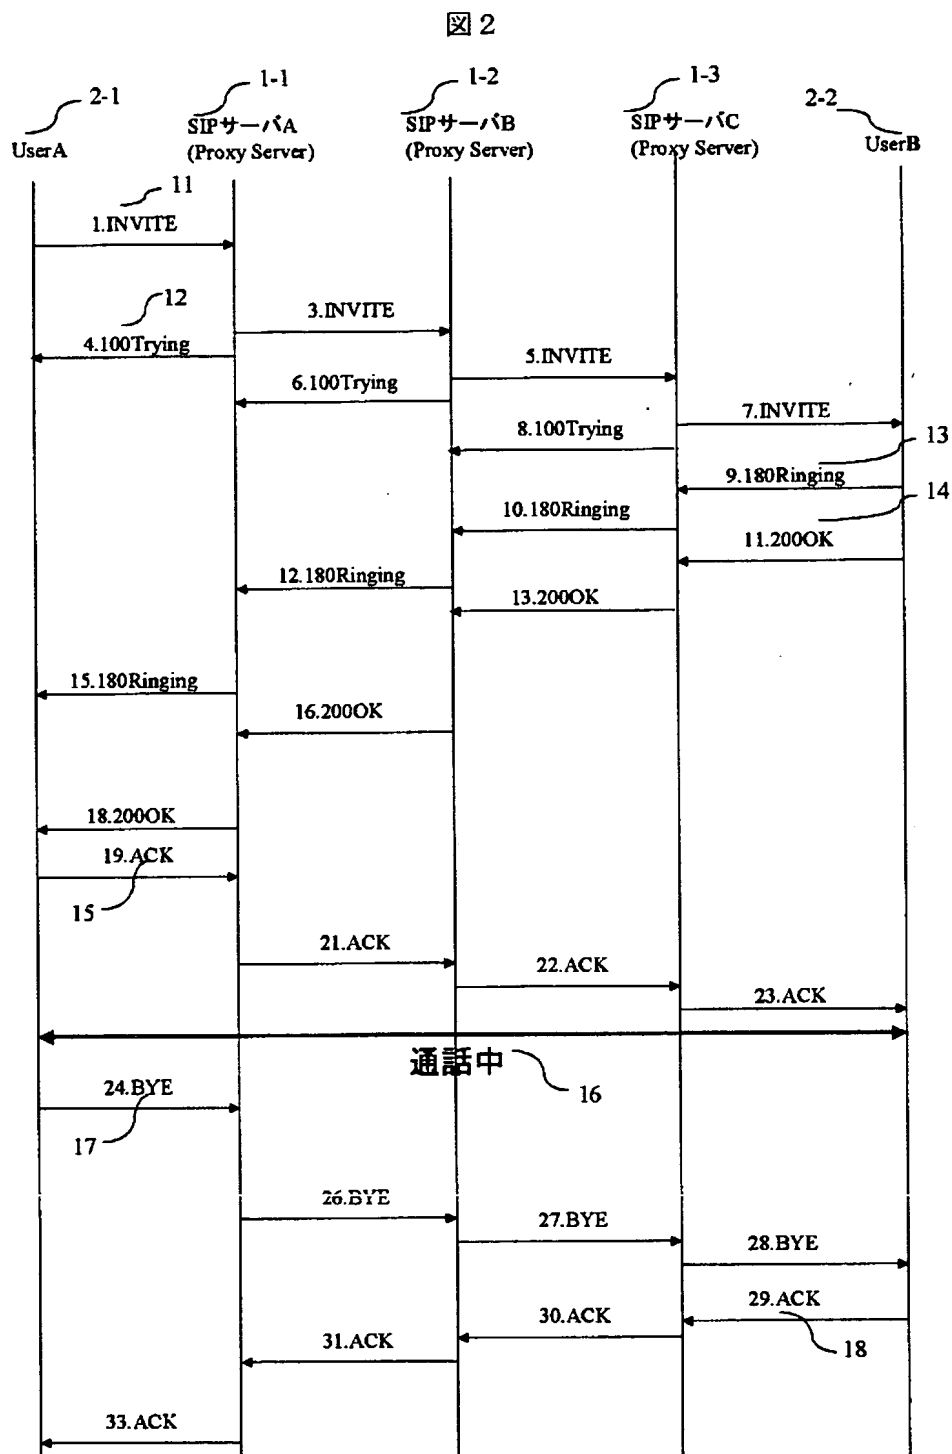 図2
2-1
1-1
1-2
1-3
2-2
UserA
SIPサーバA
(Proxy Server)
SIPサーバB
(Proxy Server)
SIPサーバC
(Proxy Server)
UserB
11
1.INVITE
12
3.INVITE
4.100Trying
5.INVITE
6.100Trying
7.INVITE
8.100Trying
13
9.180Ringing
14
10.180Ringing
11.200OK
12.180Ringing
13.200OK
15.180Ringing
16.200OK
18.200OK
19.ACK
15
21.ACK
22.ACK
23.ACK
通話中
16
24.BYE
17
26.BYE
27.BYE
28.BYE
29.ACK
30.ACK
18
31.ACK
33.ACK